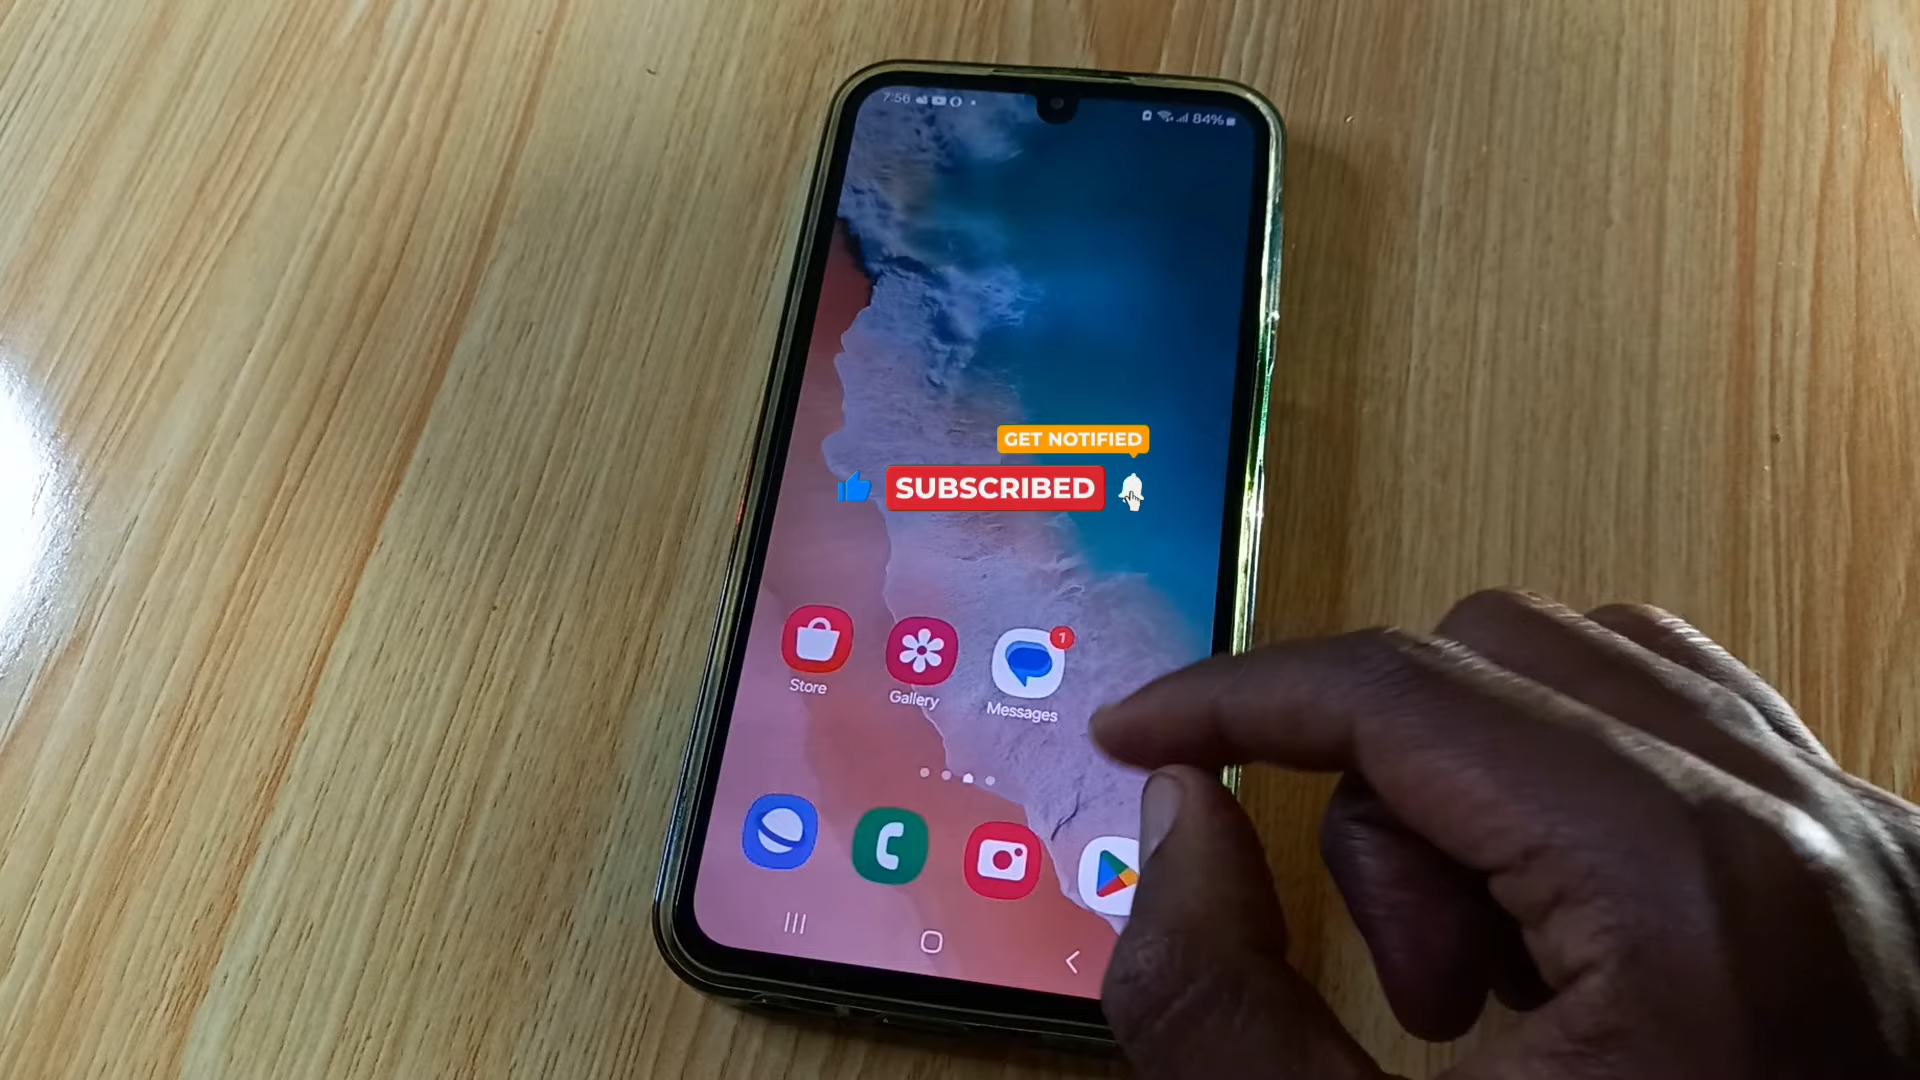 7:56
84%
GET NOTIFIED
SUBSCRIBED
1
Store
Gallery
Messages